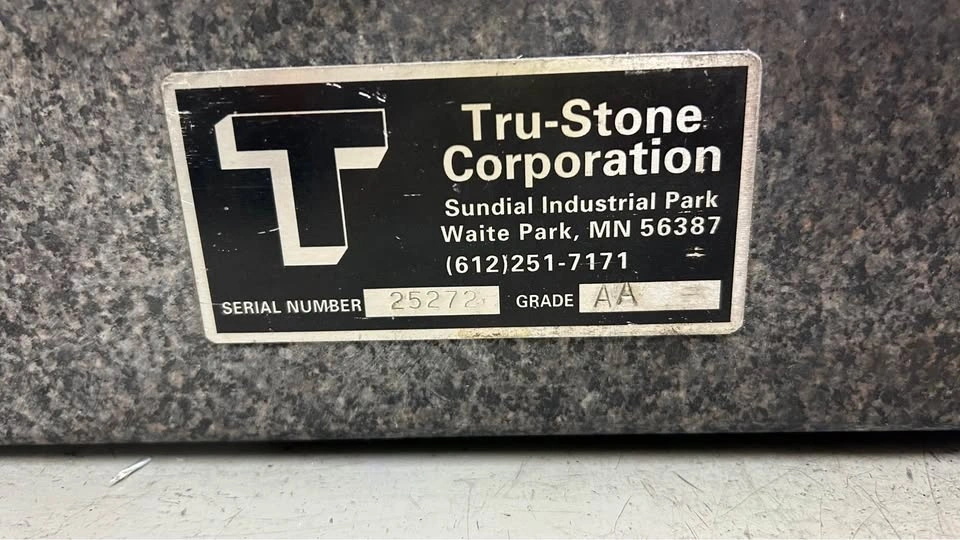 T
Tru-Stone
Corporation
Sundial Industrial Park
Waite Park, MN 56387
(612)251-7171
SERIAL NUMBER 25272 GRADE AA